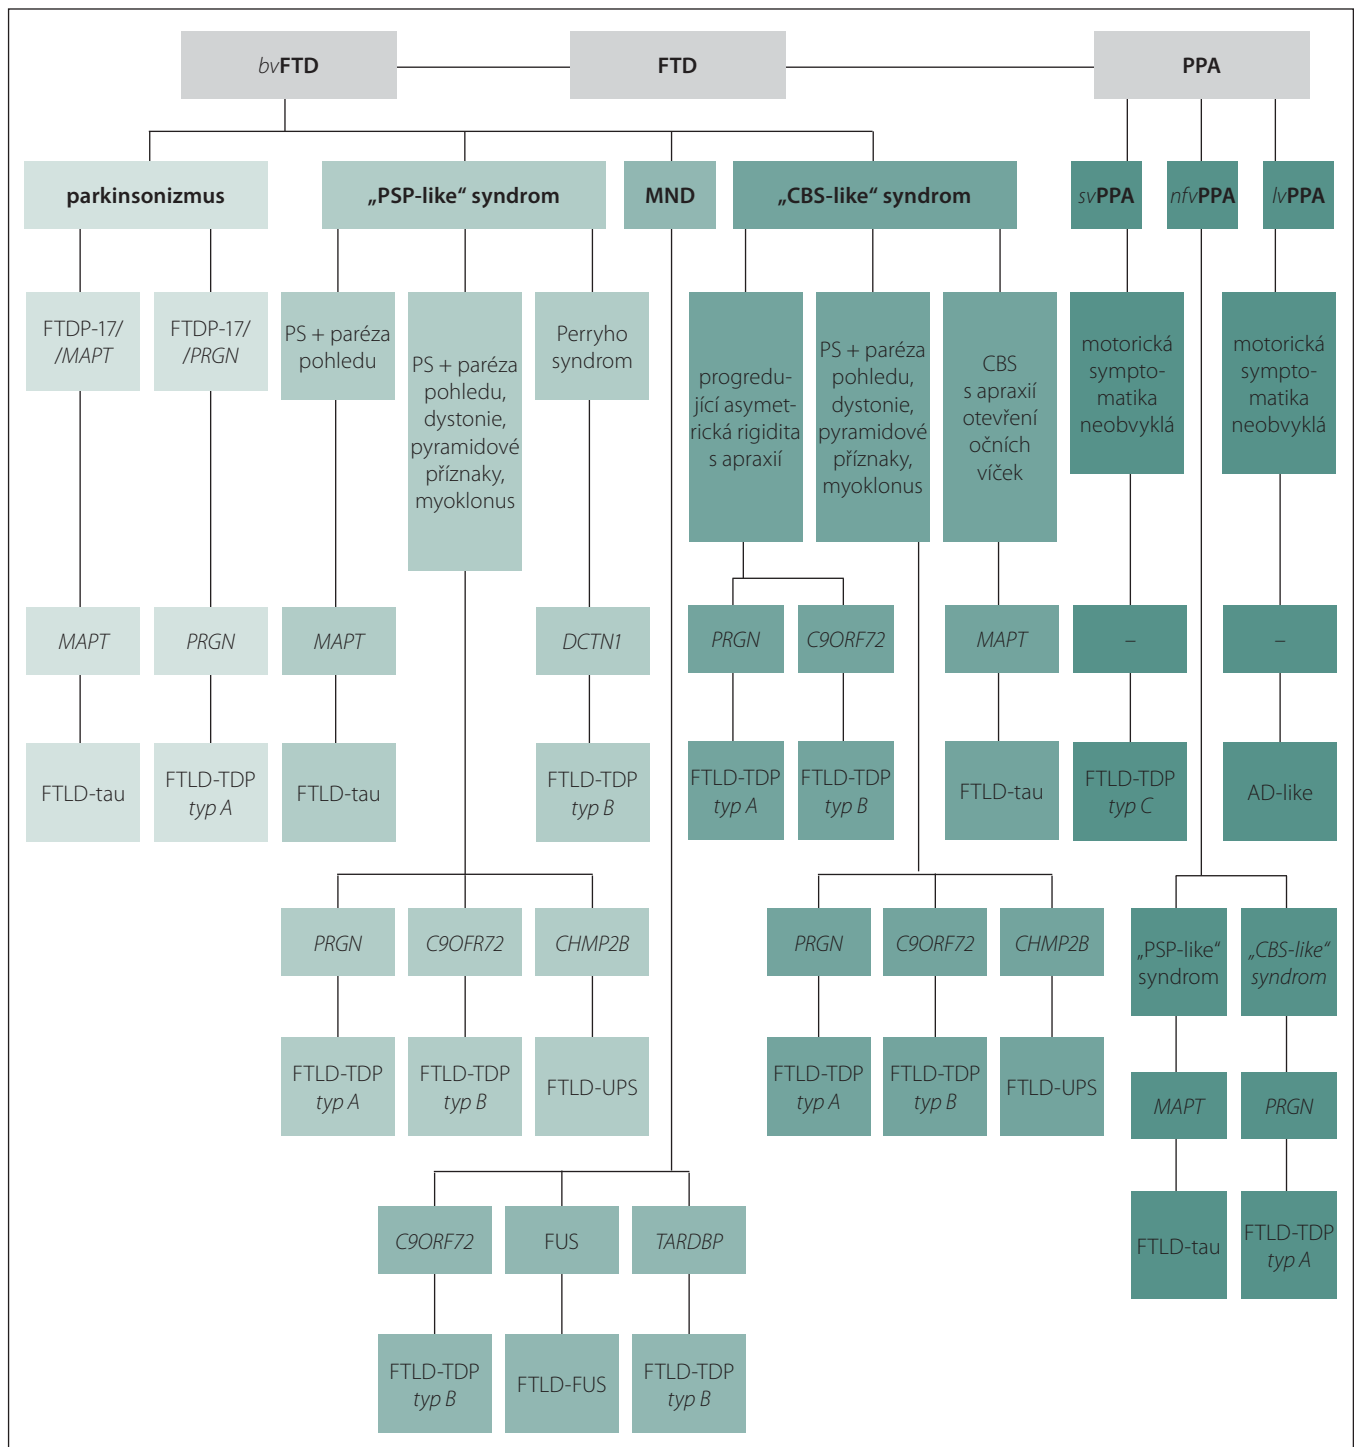 bvFTD
FTD
PPA
parkinsonizmus
„PSP-like“ syndrom
MND
„CBS-like“ syndrom
svPPA
nfvPPA
lvPPA
FTDP-17/
/MAPT
FTDP-17/
/PRGN
PS + paréza
pohledu
PS + paréza
pohledu,
dystonie,
pyramidové
příznaky,
myoklonus
Perryho
syndrom
progredu-
jící asymet-
rická rigidita
s apraxií
PS + paréza
pohledu,
dystonie,
pyramidové
příznaky,
myoklonus
CBS
s apraxií
otevření
očních
víček
motorická
sympto-
matika
neobvyklá
motorická
sympto-
matika
neobvyklá
MAPT
PRGN
MAPT
DCTN1
PRGN
C9ORF72
MAPT
–
–
FTLD-tau
FTLD-TDP
typ A
FTLD-tau
FTLD-TDP
typ B
FTLD-TDP
typ A
FTLD-TDP
typ B
FTLD-tau
FTLD-TDP
typ C
AD-like
PRGN
C9OFR72
CHMP2B
PRGN
C9ORF72
CHMP2B
„PSP-like“
syndrom
„CBS-like“
syndrom
FTLD-TDP
typ A
FTLD-TDP
typ B
FTLD-UPS
FTLD-TDP
typ A
FTLD-TDP
typ B
FTLD-UPS
MAPT
PRGN
C9ORF72
FUS
TARDBP
FTLD-tau
FTLD-TDP
typ A
FTLD-TDP
typ B
FTLD-FUS
FTLD-TDP
typ B